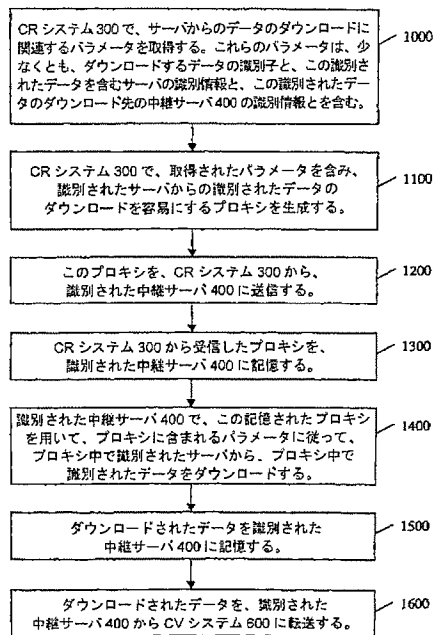 CR システム 300 で、サーバからのデータのダウンロードに
関連するパラメータを取得する。これらのパラメータは、少
なくとも、ダウンロードするデータの識別子と、この識別さ
れたデータを含むサーバの識別情報と、この識別されたデー
タのダウンロード先の中継サーバ 400 の識別情報とを含む。
1000
CR システム 300 で、取得されたパラメータを含み、
識別されたサーバからの識別されたデータの
ダウンロードを容易にするプロキシを生成する。
1100
このプロキシを、CR システム 300 から、
識別された中継サーバ 400 に送信する。
1200
CR システム 300 から受信したプロキシを、
識別された中継サーバ 400 に記憶する。
1300
識別された中継サーバ 400 で、この記憶されたプロキシ
を用いて、プロキシに含まれるパラメータに従って、
プロキシ中で識別されたサーバから、プロキシ中で
識別されたデータをダウンロードする。
1400
ダウンロードされたデータを識別された
中継サーバ 400 に記憶する。
1500
ダウンロードされたデータを、識別された
中継サーバ 400 から CV システム 600 に転送する。
1600